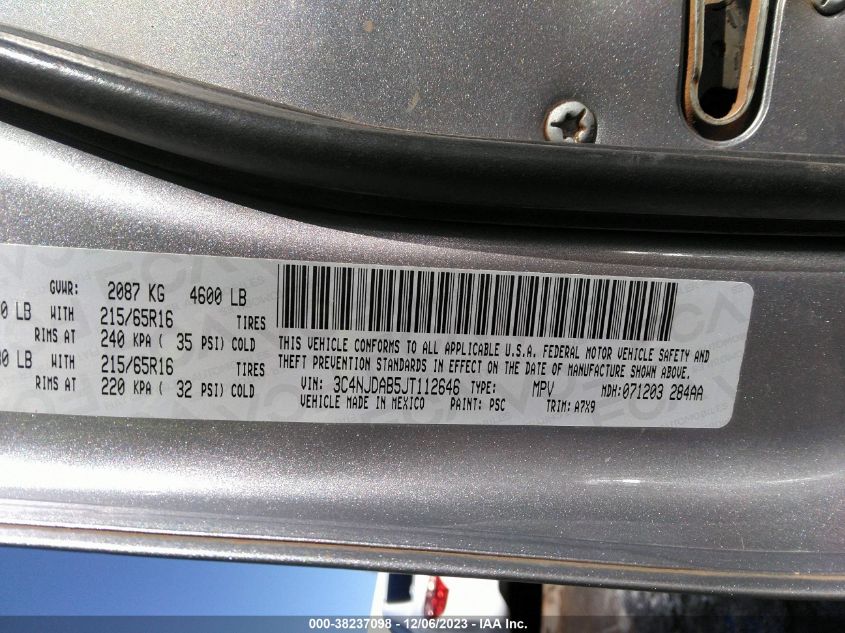 GVWR: 2087 KG 4600 LB
0 LB WITH 215/65R16 TIRES
RIMS AT 240 KPA ( 35 PSI) COLD
80 LB WITH 215/65R16 TIRES
RIMS AT 220 KPA ( 32 PSI) COLD
THIS VEHICLE CONFORMS TO ALL APPLICABLE U.S.A. FEDERAL MOTOR VEHICLE SAFETY AND
THEFT PREVENTION STANDARDS IN EFFECT ON THE DATE OF MANUFACTURE SHOWN ABOVE.
VIN: 3C4NJDAB5JT112646 TYPE: MPV MDH:071203 284AA
VEHICLE MADE IN MEXICO PAINT: PSC TRIM: A7X9
000-38237098 - 12/06/2023 - IAA Inc.